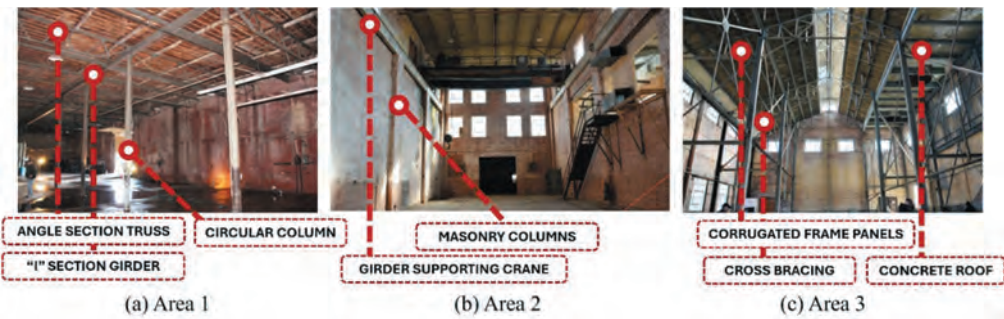 ANGLE SECTION TRUSS
CIRCULAR COLUMN
"I" SECTION GIRDER
MASONRY COLUMNS
GIRDER SUPPORTING CRANE
CORRUGATED FRAME PANELS
CROSS BRACING
CONCRETE ROOF
(a) Area 1
(b) Area 2
(c) Area 3